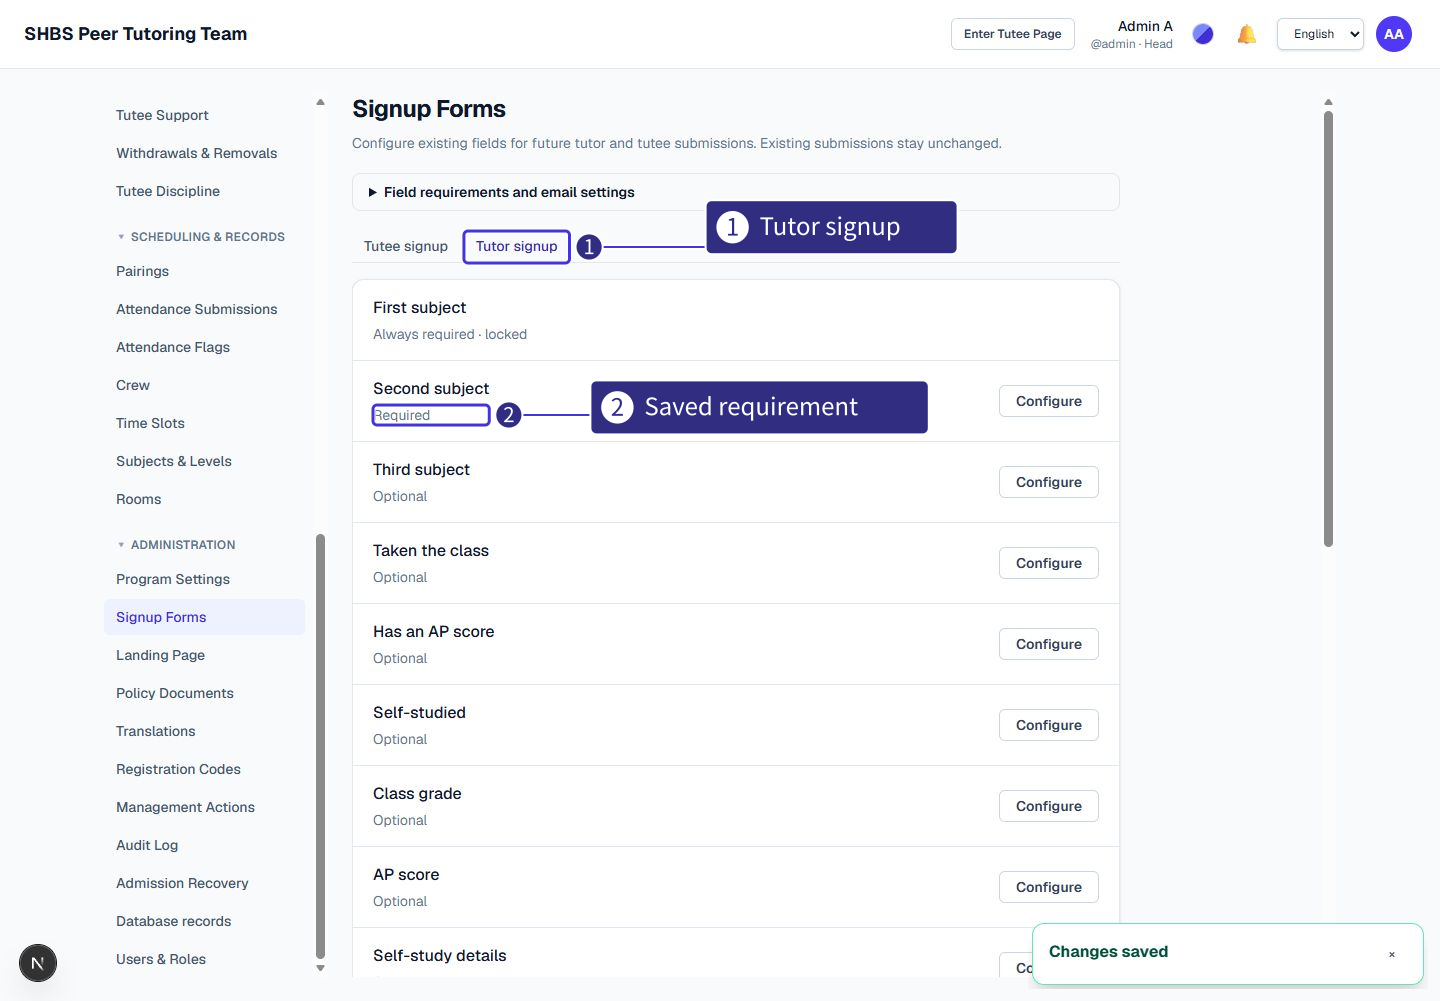 SHBS Peer Tutoring Team
Enter Tutee Page
Admin A
@admin · Head
English
AA
Tutee Support
Withdrawals & Removals
Tutee Discipline
SCHEDULING & RECORDS
Pairings
Attendance Submissions
Attendance Flags
Crew
Time Slots
Subjects & Levels
Rooms
ADMINISTRATION
Program Settings
Signup Forms
Landing Page
Policy Documents
Translations
Registration Codes
Management Actions
Audit Log
Admission Recovery
Database records
Users & Roles
N
Signup Forms
Configure existing fields for future tutor and tutee submissions. Existing submissions stay unchanged.
Field requirements and email settings
Tutee signup
Tutor signup
1
1 Tutor signup
First subject
Always required · locked
Second subject
Required
2
2 Saved requirement
Configure
Third subject
Optional
Configure
Taken the class
Optional
Configure
Has an AP score
Optional
Configure
Self-studied
Optional
Configure
Class grade
Optional
Configure
AP score
Optional
Configure
Self-study details
Co
Changes saved
×